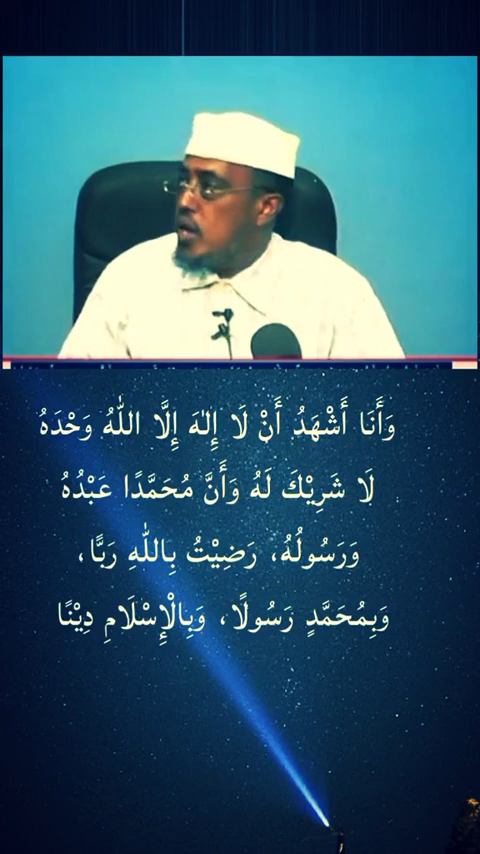 وَأَنَا أَشْهَدُ أَنْ لَا إِلٰهَ إِلَّا اللّٰهُ وَحْدَهُ
لَا شَرِيْكَ لَهُ وَأَنَّ مُحَمَّدًا عَبْدُهُ
وَرَسُولُهُ، رَضِيْتُ بِاللّٰهِ رَبًّا،
وَبِمُحَمَّدٍ رَسُولًا، وَبِالْإِسْلَامِ دِيْنًا